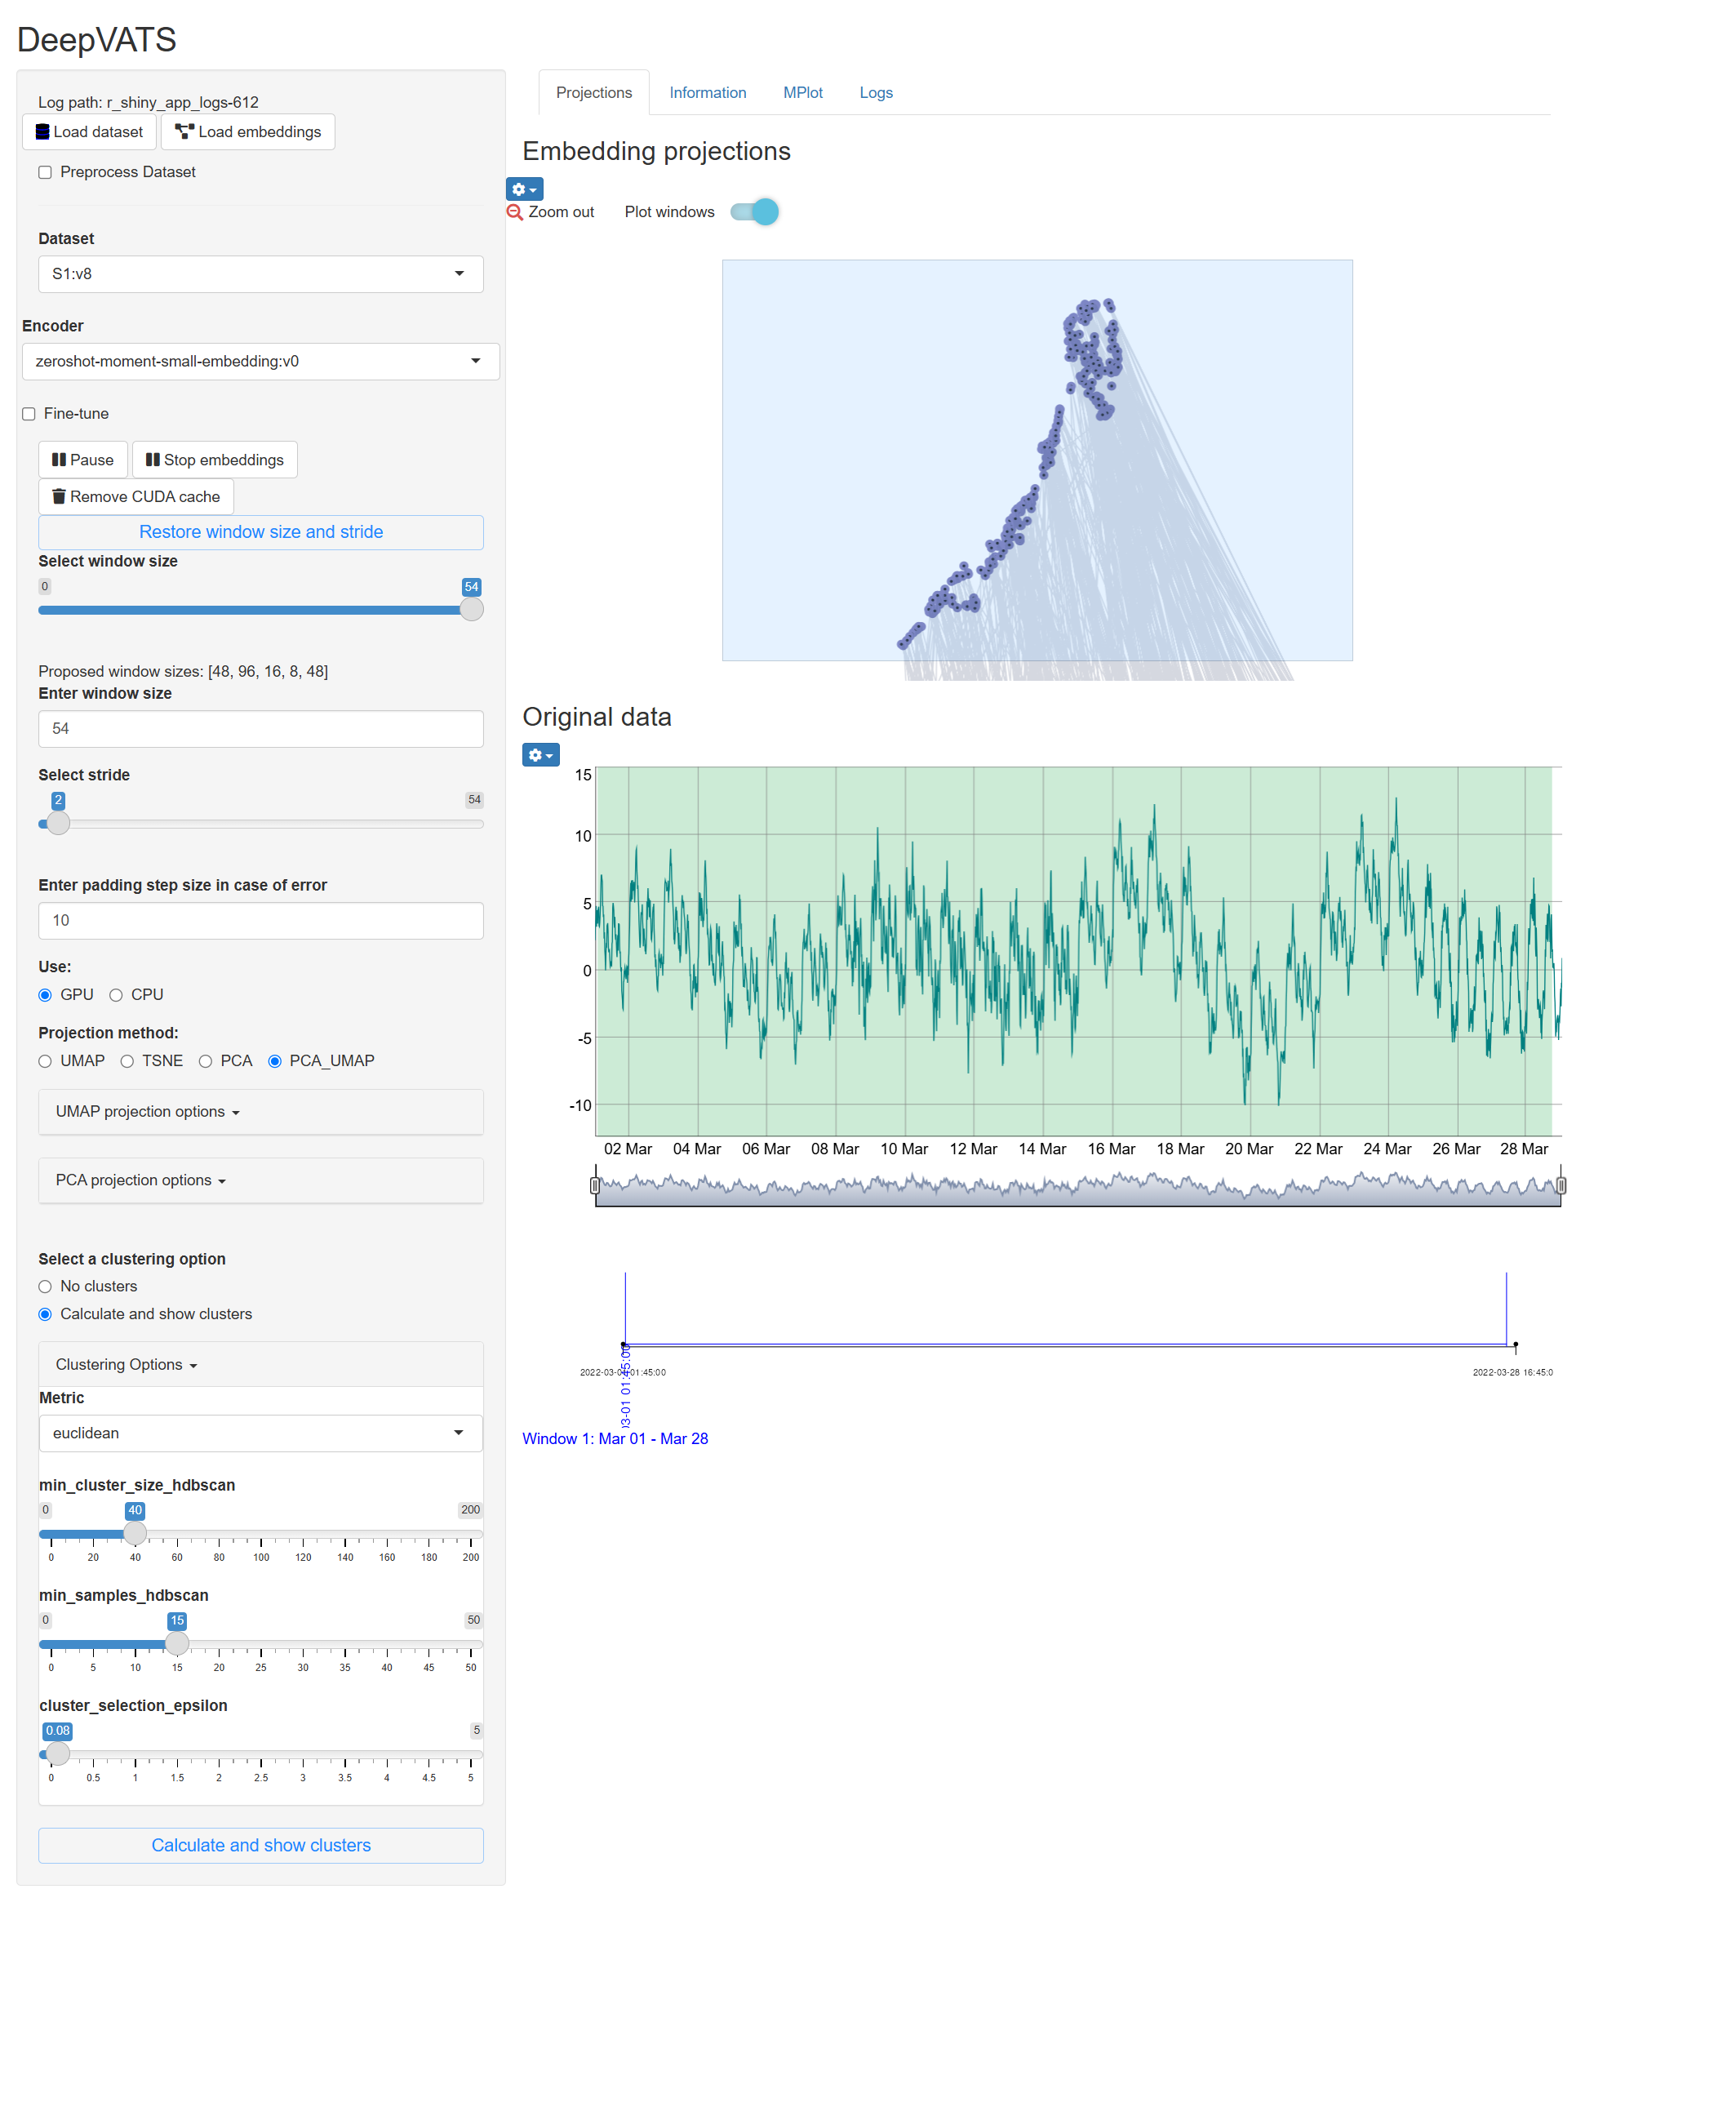 DeepVATS
Log path: r_shiny_app_logs-612
Load dataset
Load embeddings
Preprocess Dataset
Dataset
S1:v8
Encoder
zeroshot-moment-small-embedding:v0
Fine-tune
Pause
Stop embeddings
Remove CUDA cache
Restore window size and stride
Select window size
0
54
Proposed window sizes: [48, 96, 16, 8, 48]
Enter window size
54
Select stride
2
54
Enter padding step size in case of error
10
Use:
GPU
CPU
Projection method:
UMAP
TSNE
PCA
PCA_UMAP
UMAP projection options
PCA projection options
Select a clustering option
No clusters
Calculate and show clusters
Clustering Options
Metric
euclidean
min_cluster_size_hdbscan
0
40
200
0 20 40 60 80 100 120 140 160 180 200
min_samples_hdbscan
0
15
50
0 5 10 15 20 25 30 35 40 45 50
cluster_selection_epsilon
0.08
5
0 0.5 1 1.5 2 2.5 3 3.5 4 4.5 5
Calculate and show clusters
Projections
Information
MPlot
Logs
Embedding projections
Zoom out
Plot windows
Original data
15
10
5
0
-5
-10
02 Mar 04 Mar 06 Mar 08 Mar 10 Mar 12 Mar 14 Mar 16 Mar 18 Mar 20 Mar 22 Mar 24 Mar 26 Mar 28 Mar
2022-03-01 01:45:00
2022-03-28 16:45:0
03-01 01:45:00
Window 1: Mar 01 - Mar 28